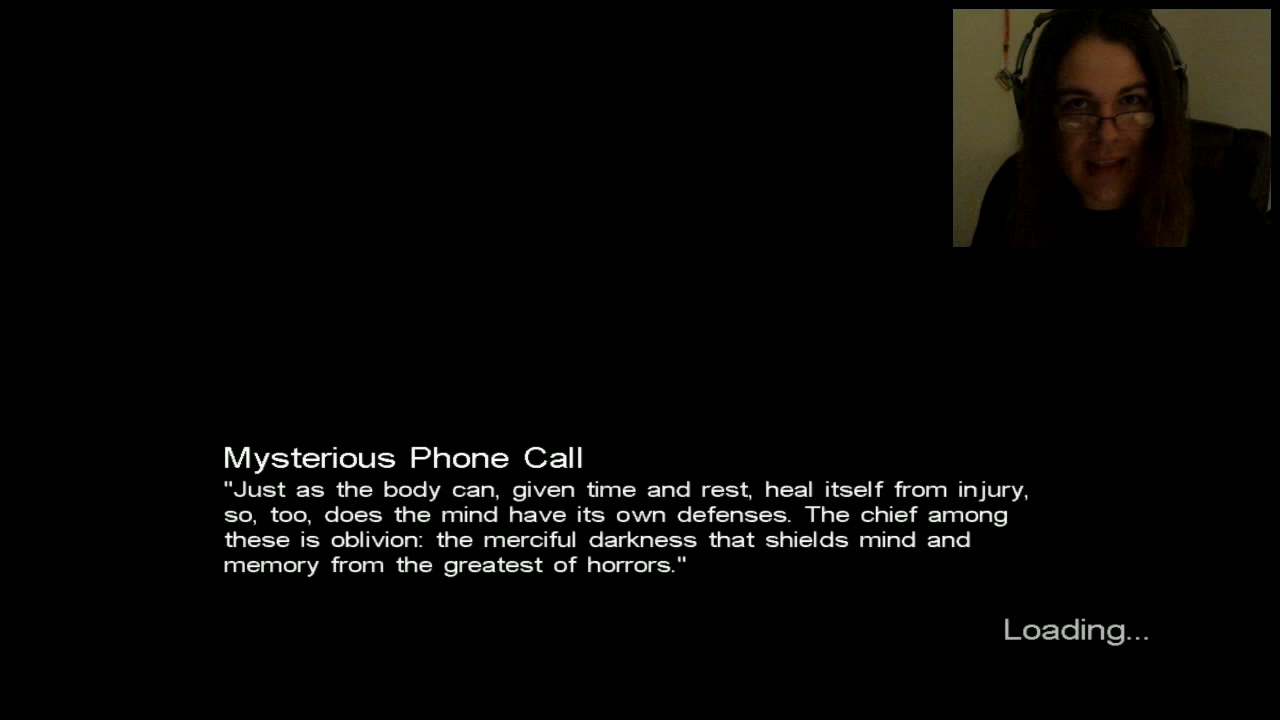 Mysterious Phone Call
"Just as the body can, given time and rest, heal itself from injury,
so, too, does the mind have its own defenses. The chief among
these is oblivion: the merciful darkness that shields mind and
memory from the greatest of horrors."
Loading...